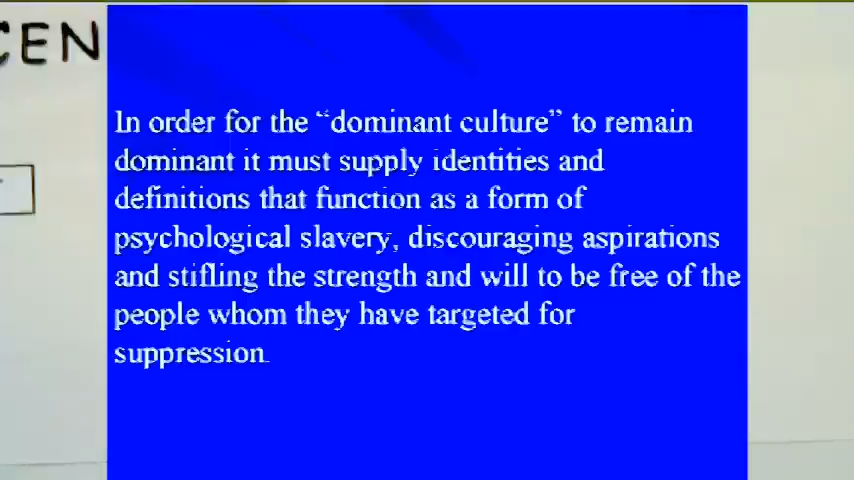 CEN
In order for the “dominant culture” to remain
dominant it must supply identities and
definitions that function as a form of
psychological slavery, discouraging aspirations
and stifling the strength and will to be free of the
people whom they have targeted for
suppression.